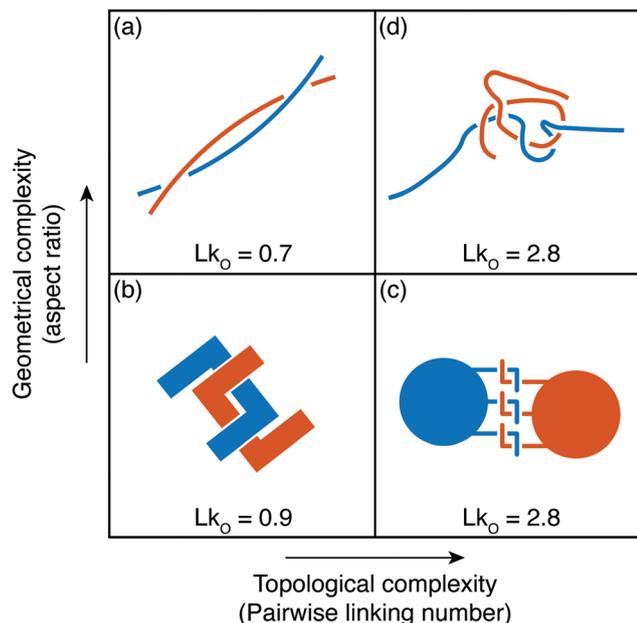 (a)
(d)
Lk_O = 0.7
Lk_O = 2.8
(b)
(c)
Lk_O = 0.9
Lk_O = 2.8
Geometrical complexity
(aspect ratio)
Topological complexity
(Pairwise linking number)